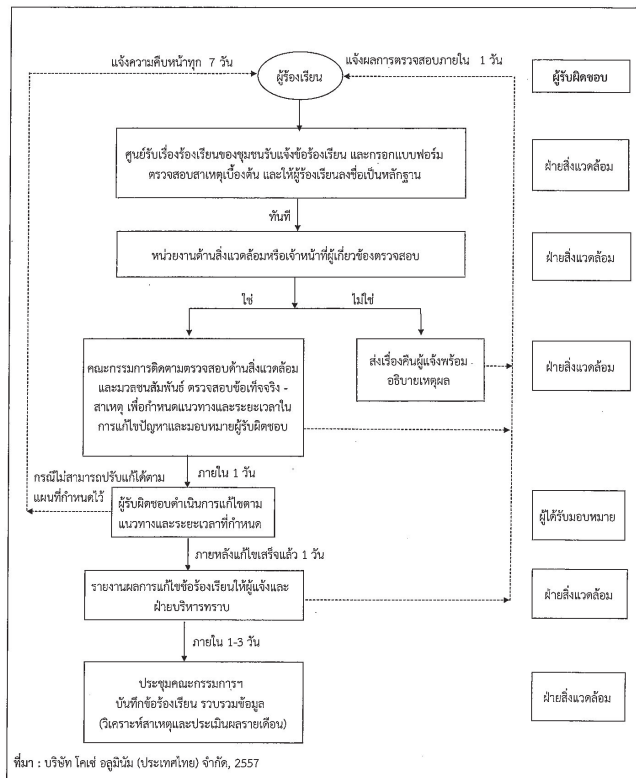 แจ้งความคืบหน้าทุก 7 วัน
แจ้งผลการตรวจสอบภายใน 1 วัน
ผู้ร้องเรียน
ผู้รับผิดชอบ
ศูนย์รับเรื่องร้องเรียนของชุมชนรับแจ้งข้อร้องเรียน และกรอกแบบฟอร์ม
ตรวจสอบสาเหตุเบื้องต้น และให้ผู้ร้องเรียนลงชื่อเป็นหลักฐาน
ฝ่ายสิ่งแวดล้อม
ทันที
หน่วยงานด้านสิ่งแวดล้อมหรือเจ้าหน้าที่ผู้เกี่ยวข้องตรวจสอบ
ฝ่ายสิ่งแวดล้อม
ใช่
ไม่ใช่
คณะกรรมการติดตามตรวจสอบด้านสิ่งแวดล้อม
และมวลชนสัมพันธ์ ตรวจสอบข้อเท็จจริง -
สาเหตุ เพื่อกำหนดแนวทางและระยะเวลาใน
การแก้ไขปัญหาและมอบหมายผู้รับผิดชอบ
ส่งเรื่องคืนผู้แจ้งพร้อม
อธิบายเหตุผล
ฝ่ายสิ่งแวดล้อม
กรณีไม่สามารถปรับแก้ได้ตาม
แผนที่กำหนดไว้
ภายใน 1 วัน
ผู้รับผิดชอบดำเนินการแก้ไขตาม
แนวทางและระยะเวลาที่กำหนด
ผู้ได้รับมอบหมาย
ภายหลังแก้ไขเสร็จแล้ว 1 วัน
รายงานผลการแก้ไขข้อร้องเรียนให้ผู้แจ้งและ
ฝ่ายบริหารทราบ
ฝ่ายสิ่งแวดล้อม
ภายใน 1-3 วัน
ประชุมคณะกรรมการฯ
บันทึกข้อร้องเรียน รวบรวมข้อมูล
(วิเคราะห์สาเหตุและประเมินผลรายเดือน)
ฝ่ายสิ่งแวดล้อม
ที่มา : บริษัท โคเซ่ อลูมินัม (ประเทศไทย) จำกัด, 2557